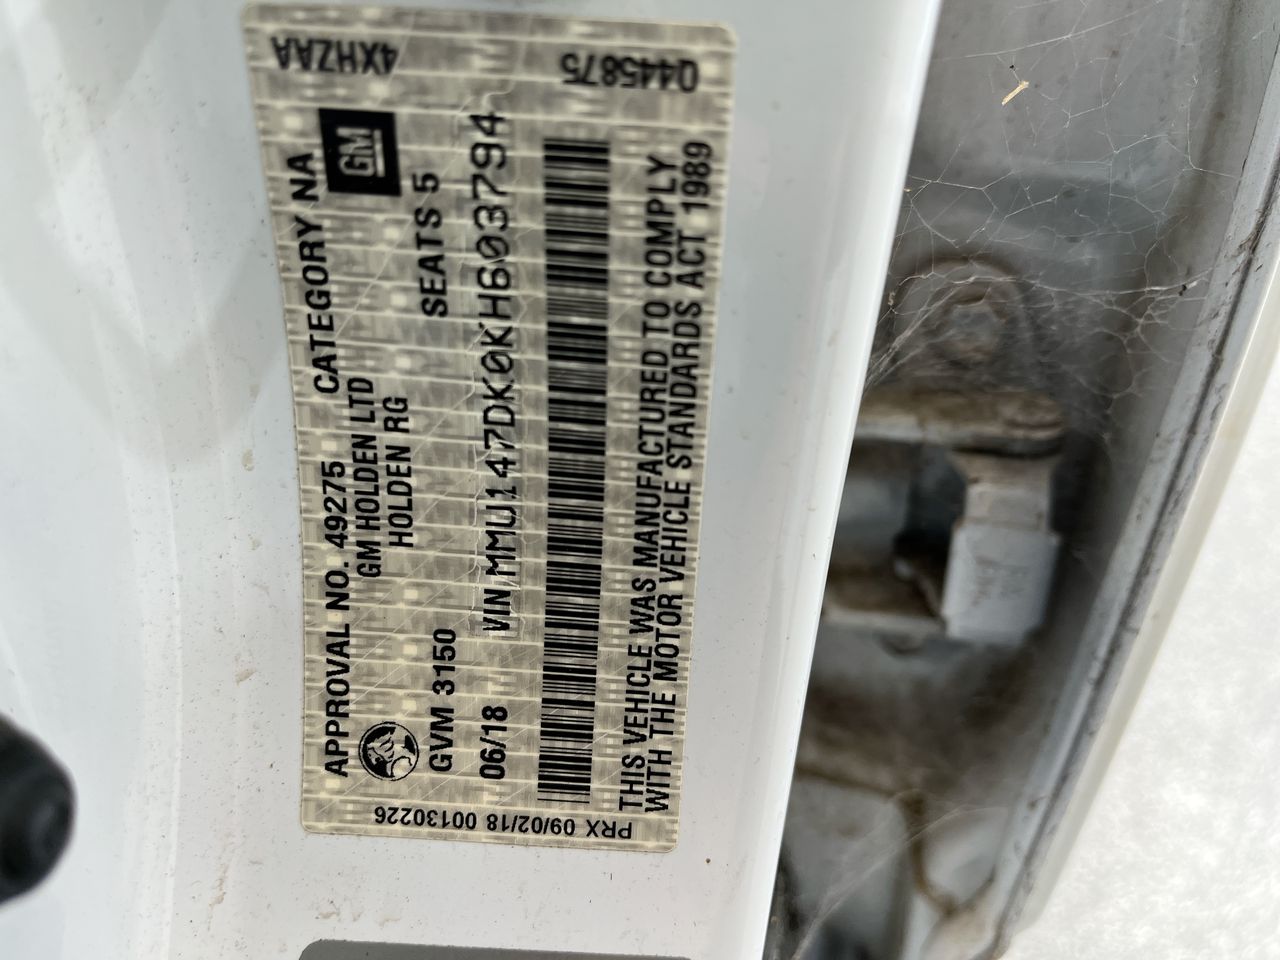 4XHZAA
Q445875
APPROVAL NO. 49275 CATEGORY NA
GM HOLDEN LTD
HOLDEN RG
GM
GVM 3150 SEATS 5
06/18 VIN MMU147DK0KH603794
THIS VEHICLE WAS MANUFACTURED TO COMPLY
WITH THE MOTOR VEHICLE STANDARDS ACT 1989
PRX 09/02/18 00130226